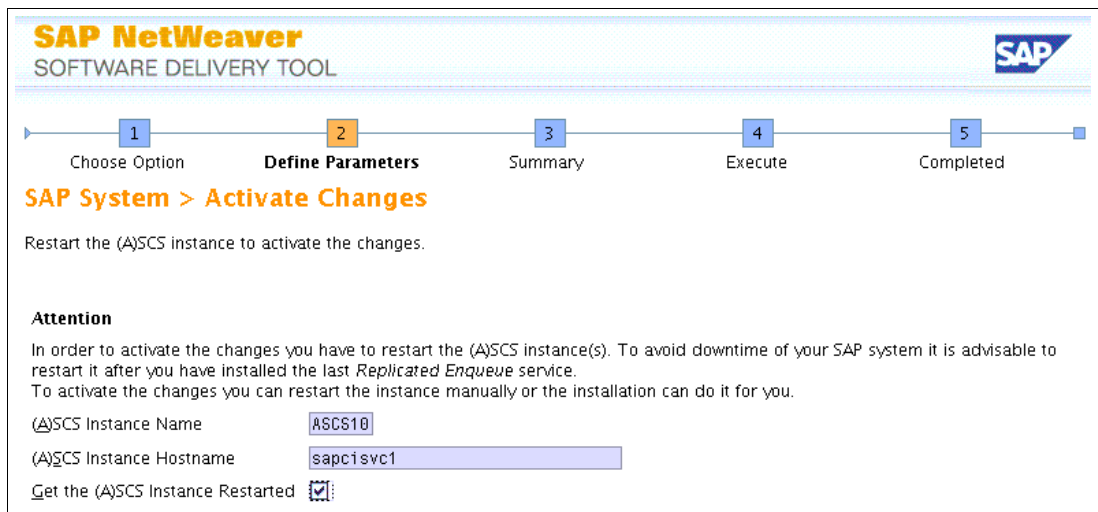 SAP NetWeaver
SOFTWARE DELIVERY TOOL
SAP
1 2 3 4 5
Choose Option Define Parameters Summary Execute Completed
SAP System > Activate Changes
Restart the (A)SCS instance to activate the changes.
Attention
In order to activate the changes you have to restart the (A)SCS instance(s). To avoid downtime of your SAP system it is advisable to
restart it after you have installed the last Replicated Enqueue service.
To activate the changes you can restart the instance manually or the installation can do it for you.
(A)SCS Instance Name ASCS10
(A)SCS Instance Hostname sapcisvc1
Get the (A)SCS Instance Restarted